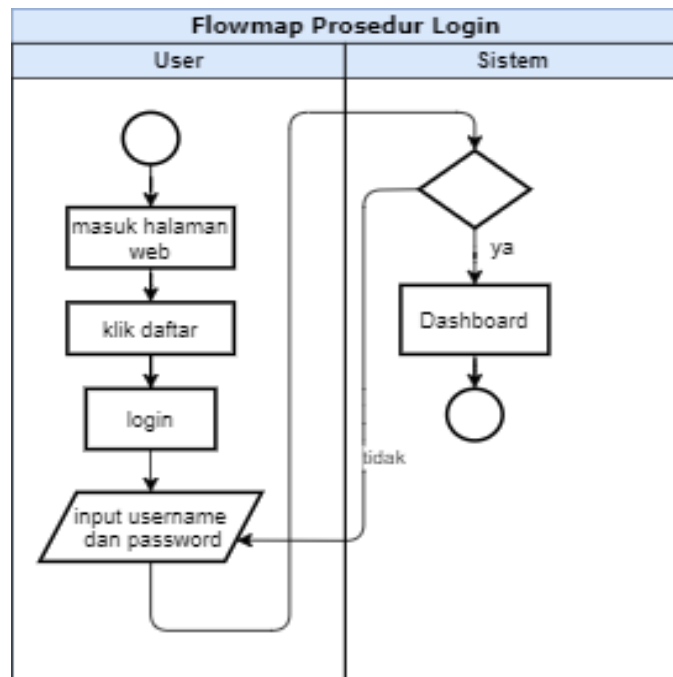 Flowmap Prosedur Login
User
Sistem
masuk halaman
web
klik daftar
login
input username
dan password
ya
Dashboard
tidak